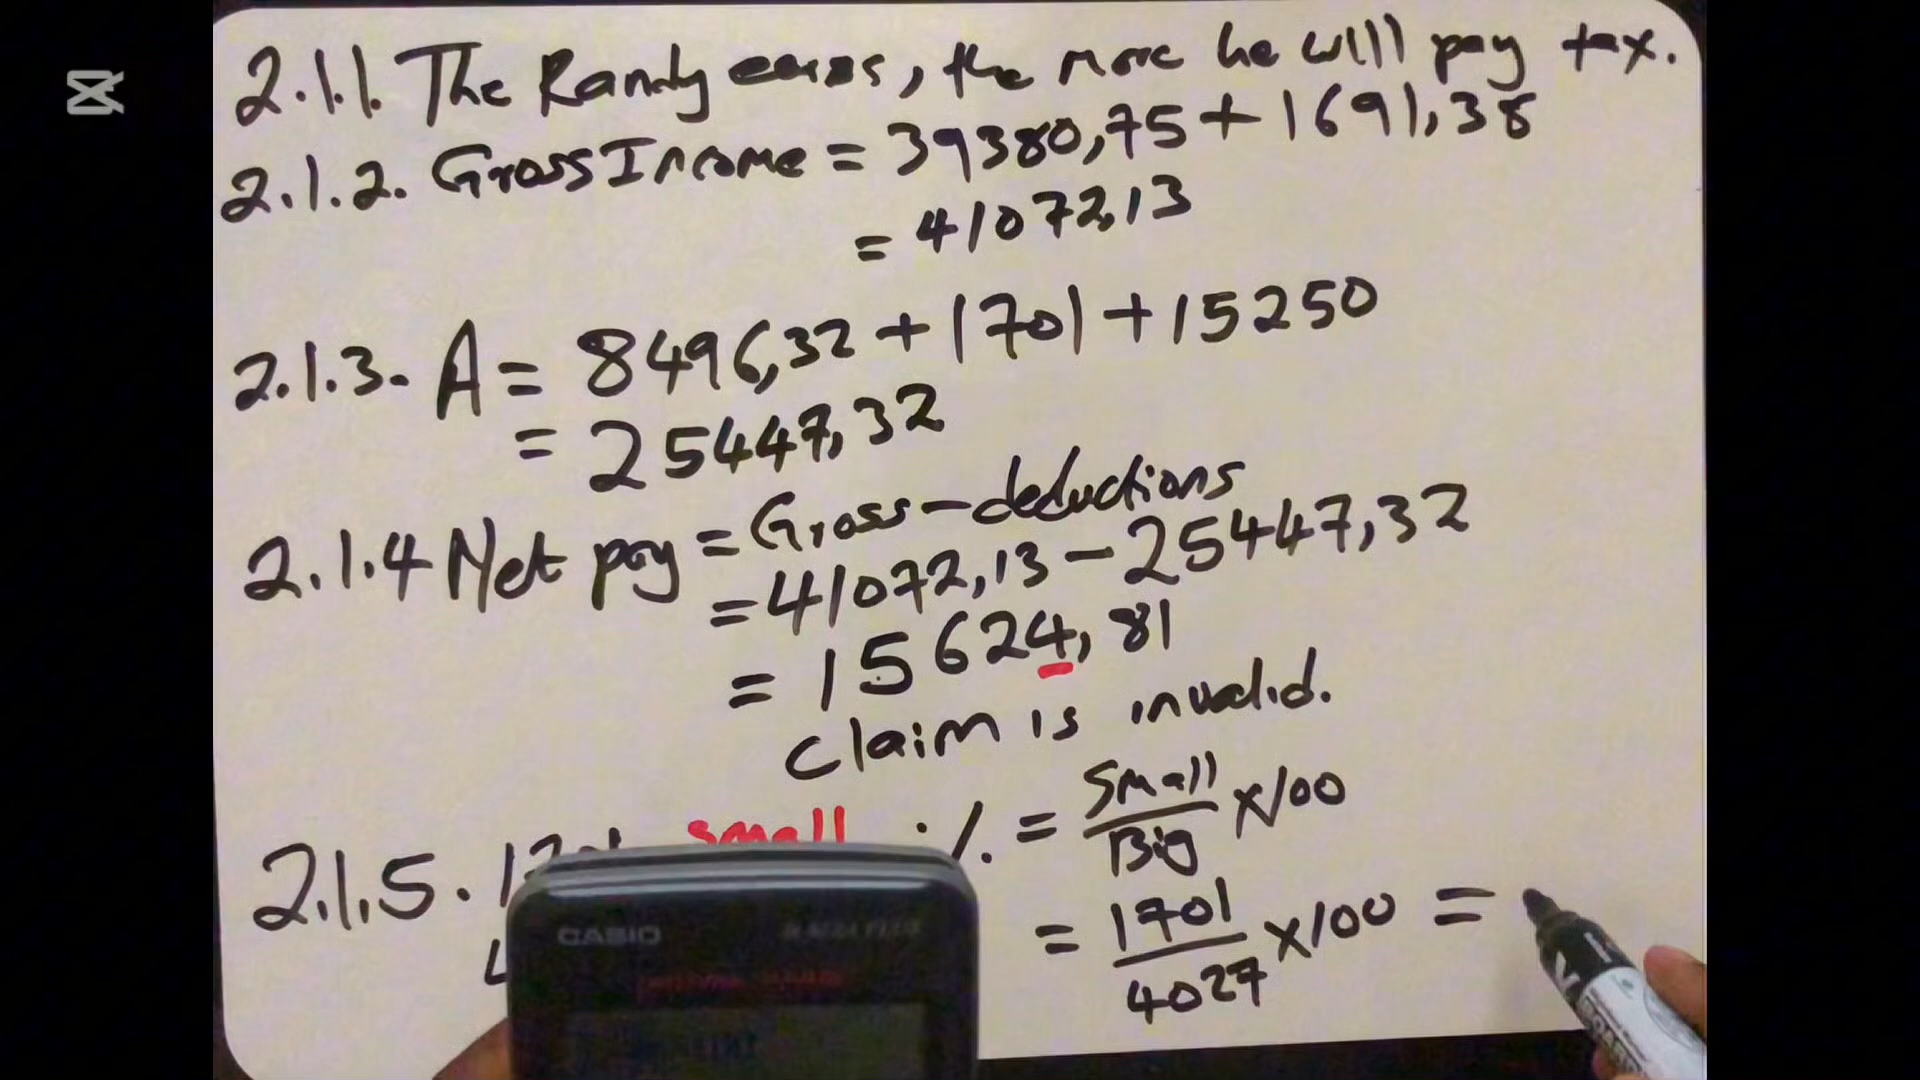 2.1.1. The Randy earns, the more he will pay tax.
2.1.2. Gross Income = 39380,75 + 1691,38
= 41072,13
2.1.3. A = 8496,32 + 1701 + 15250
= 25447,32
2.1.4 Net pay = Gross - deductions
= 41072,13 - 25447,32
= 15624,81
Claim is invalid.
2.1.5. small % = Small/Big x100
= 1701/4027 x100 =
CASIO